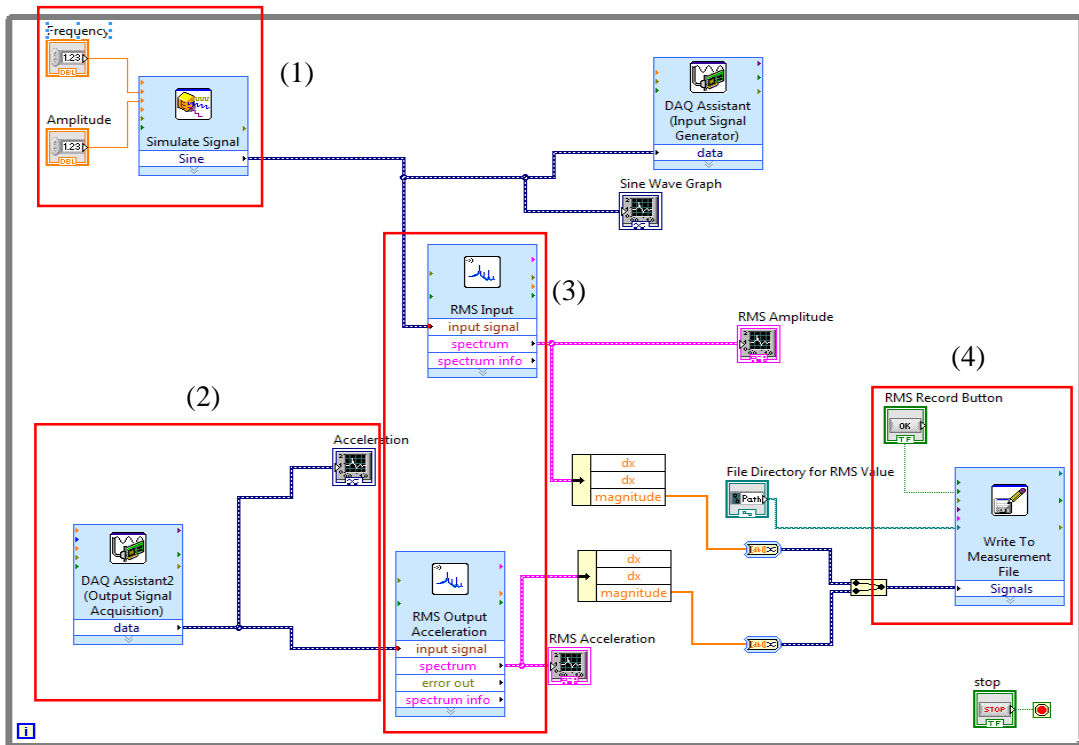 Frequency
1.23
DBL
(1)
Amplitude
1.23
DBL
Simulate Signal
Sine
DAQ Assistant
(Input Signal
Generator)
data
Sine Wave Graph
RMS Input
input signal
spectrum
spectrum info
(3)
RMS Amplitude
(2)
Acceleration
DAQ Assistant2
(Output Signal
Acquisition)
data
RMS Output
Acceleration
input signal
spectrum
error out
spectrum info
dx
dx
magnitude
dx
dx
magnitude
RMS Acceleration
File Directory for RMS Value
Path
(4)
RMS Record Button
OK
TF
Write To
Measurement
File
Signals
stop
STOP
TF
i